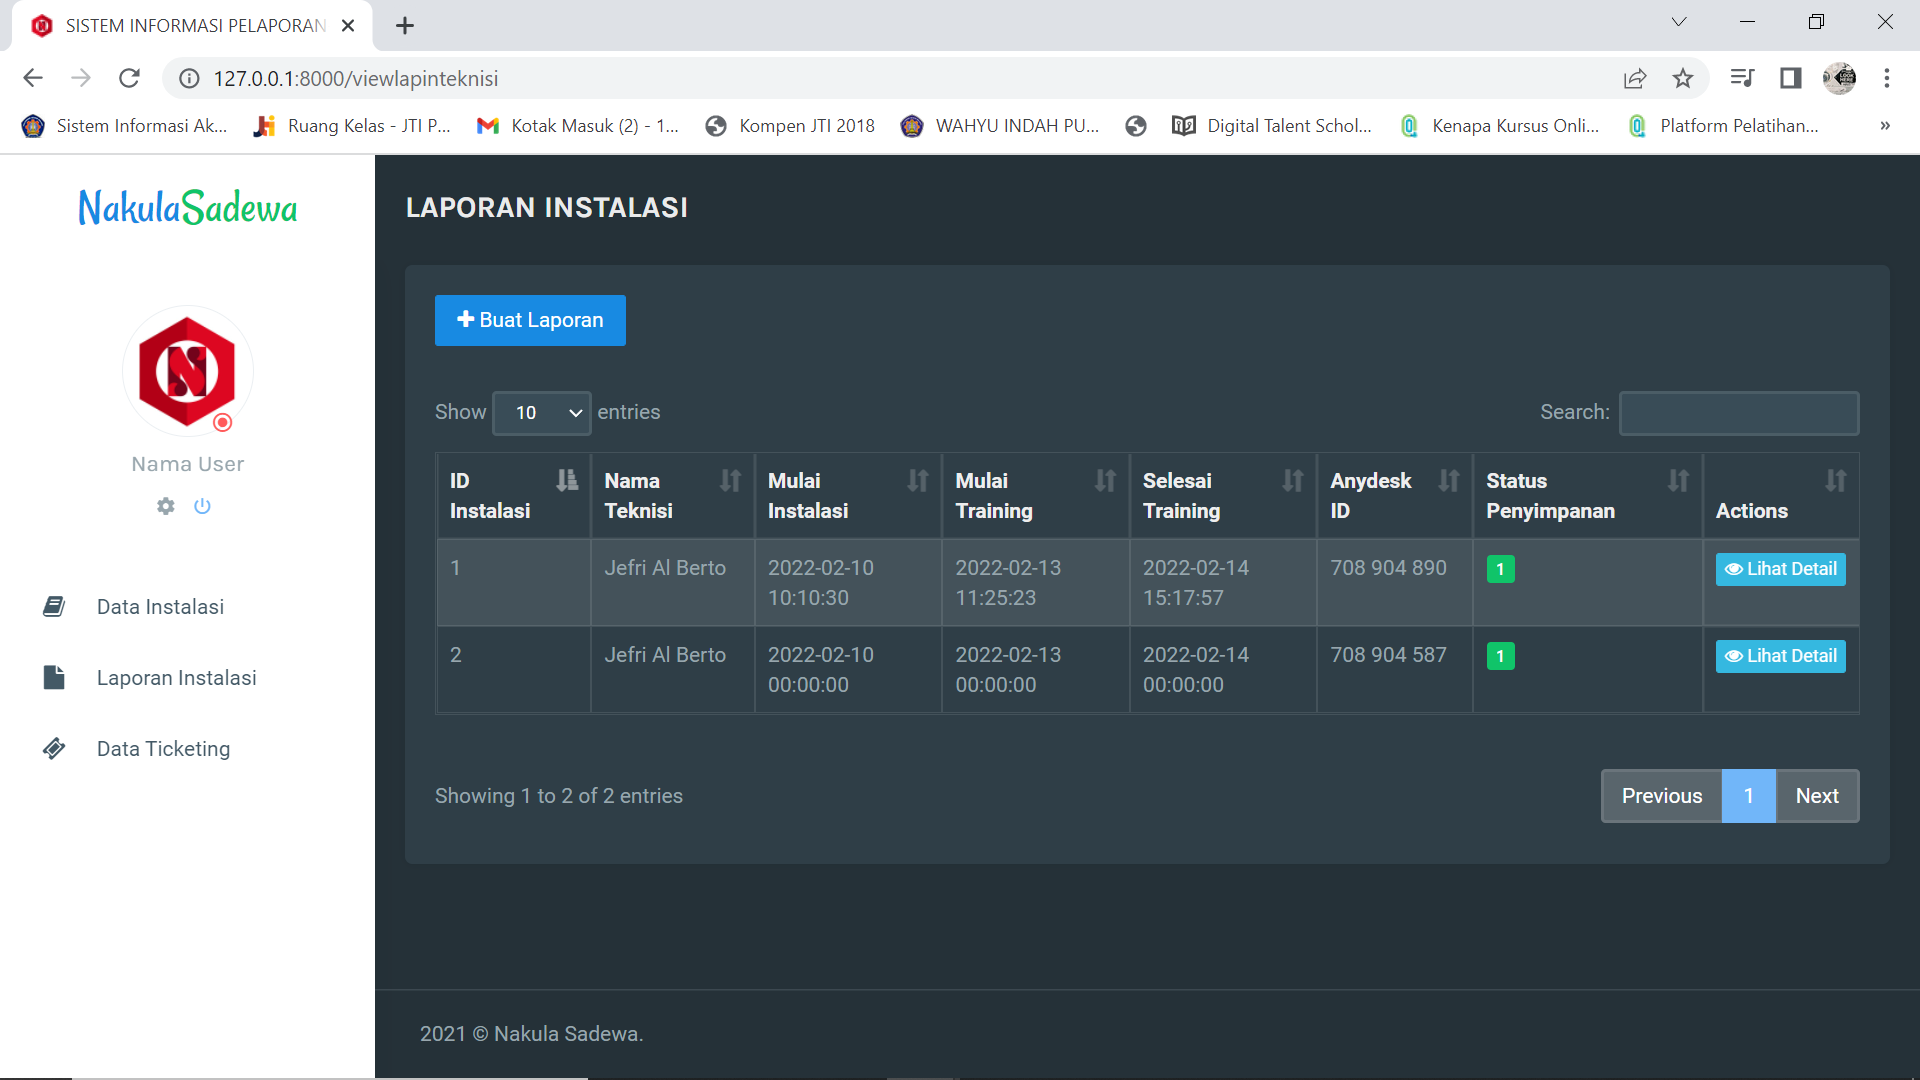 SISTEM INFORMASI PELAPORAN
127.0.0.1:8000/viewlapinteknisi
Sistem Informasi Ak...
Ruang Kelas - JTI P...
Kotak Masuk (2) - 1...
Kompen JTI 2018
WAHYU INDAH PU...
Digital Talent Schol...
Kenapa Kursus Onli...
Platform Pelatihan...
»
NakulaSadewa
Nama User
Data Instalasi
Laporan Instalasi
Data Ticketing
LAPORAN INSTALASI
Buat Laporan
Show 10 entries
Search:
ID Instalasi
Nama Teknisi
Mulai Instalasi
Mulai Training
Selesai Training
Anydesk ID
Status Penyimpanan
Actions
1 Jefri Al Berto 2022-02-10 10:10:30 2022-02-13 11:25:23 2022-02-14 15:17:57 708 904 890 1 Lihat Detail
2 Jefri Al Berto 2022-02-10 00:00:00 2022-02-13 00:00:00 2022-02-14 00:00:00 708 904 587 1 Lihat Detail
Showing 1 to 2 of 2 entries
Previous 1 Next
2021 © Nakula Sadewa.